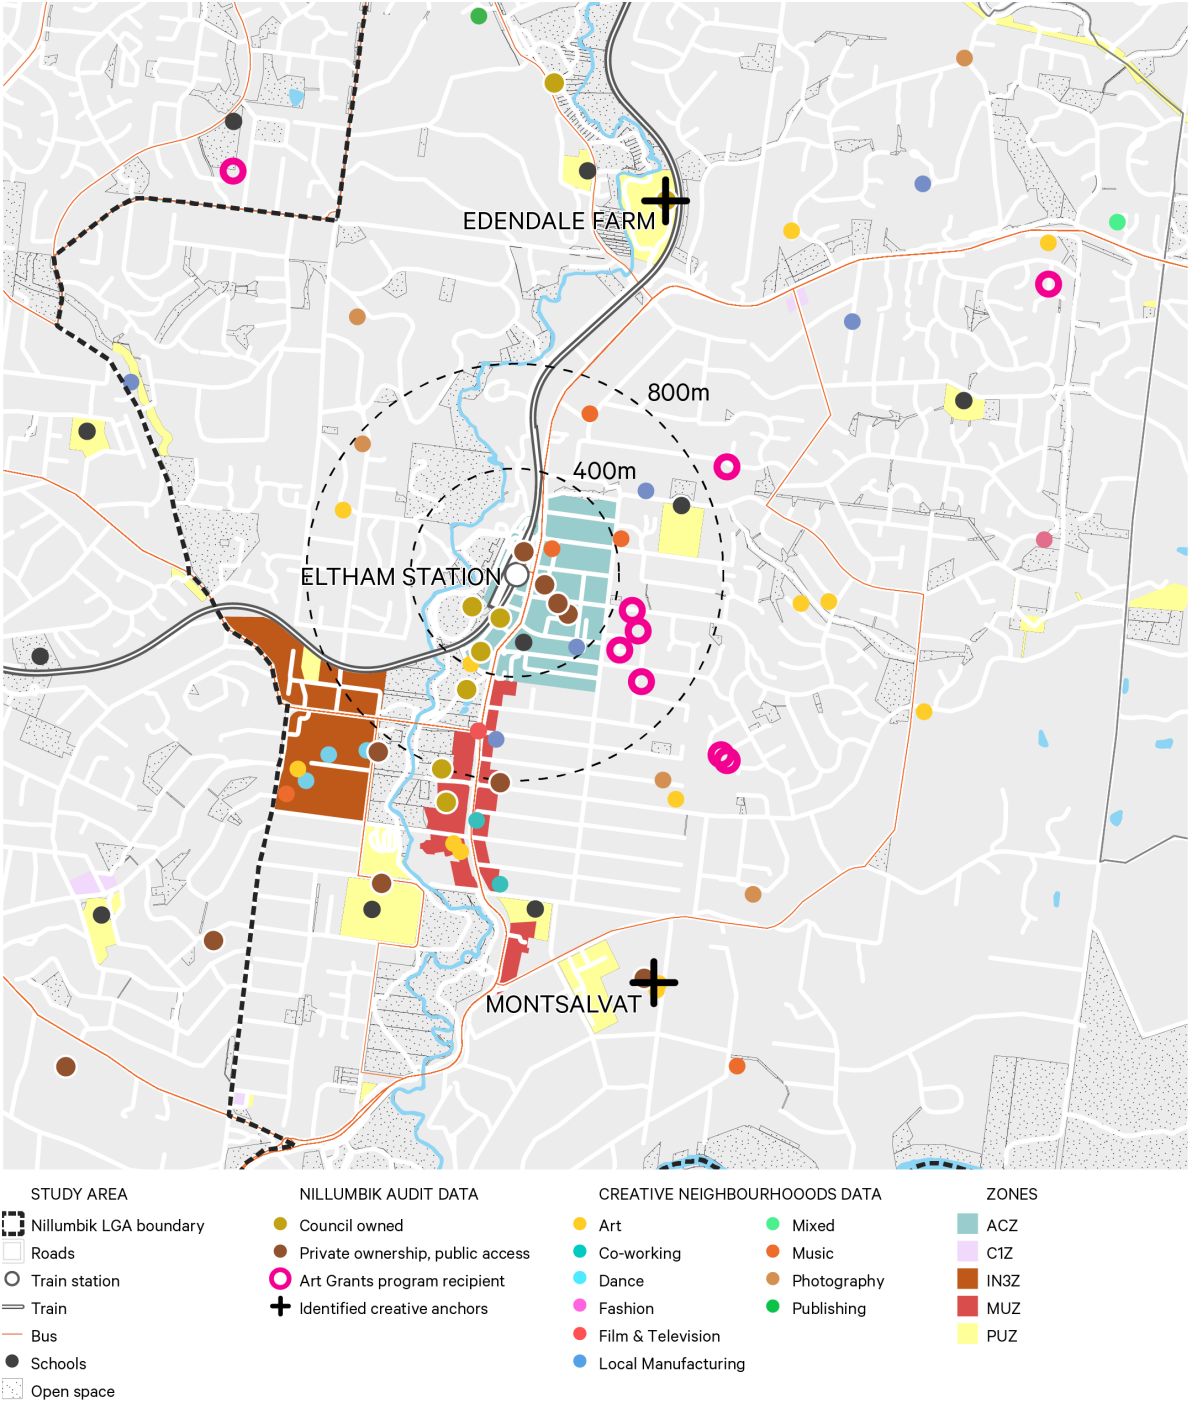 EDENDALE FARM
800m
400m
ELTHAM STATION
MONTSALVAT
STUDY AREA
Nillumbik LGA boundary
Roads
Train station
Train
Bus
Schools
Open space
NILLUMBIK AUDIT DATA
Council owned
Private ownership, public access
Art Grants program recipient
Identified creative anchors
CREATIVE NEIGHBOURHOOODS DATA
Art
Co-working
Dance
Fashion
Film & Television
Local Manufacturing
Mixed
Music
Photography
Publishing
ZONES
ACZ
C1Z
IN3Z
MUZ
PUZ